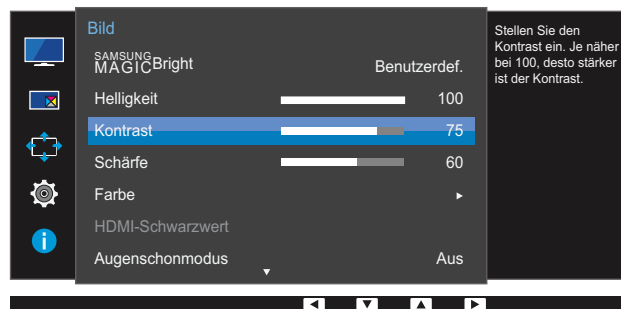 Bild
SAMSUNG
MAGICBright Benutzerdef.
Helligkeit 100
Kontrast 75
Schärfe 60
Farbe
HDMI-Schwarzwert
Augenschonmodus Aus
Stellen Sie den
Kontrast ein. Je näher
bei 100, desto stärker
ist der Kontrast.